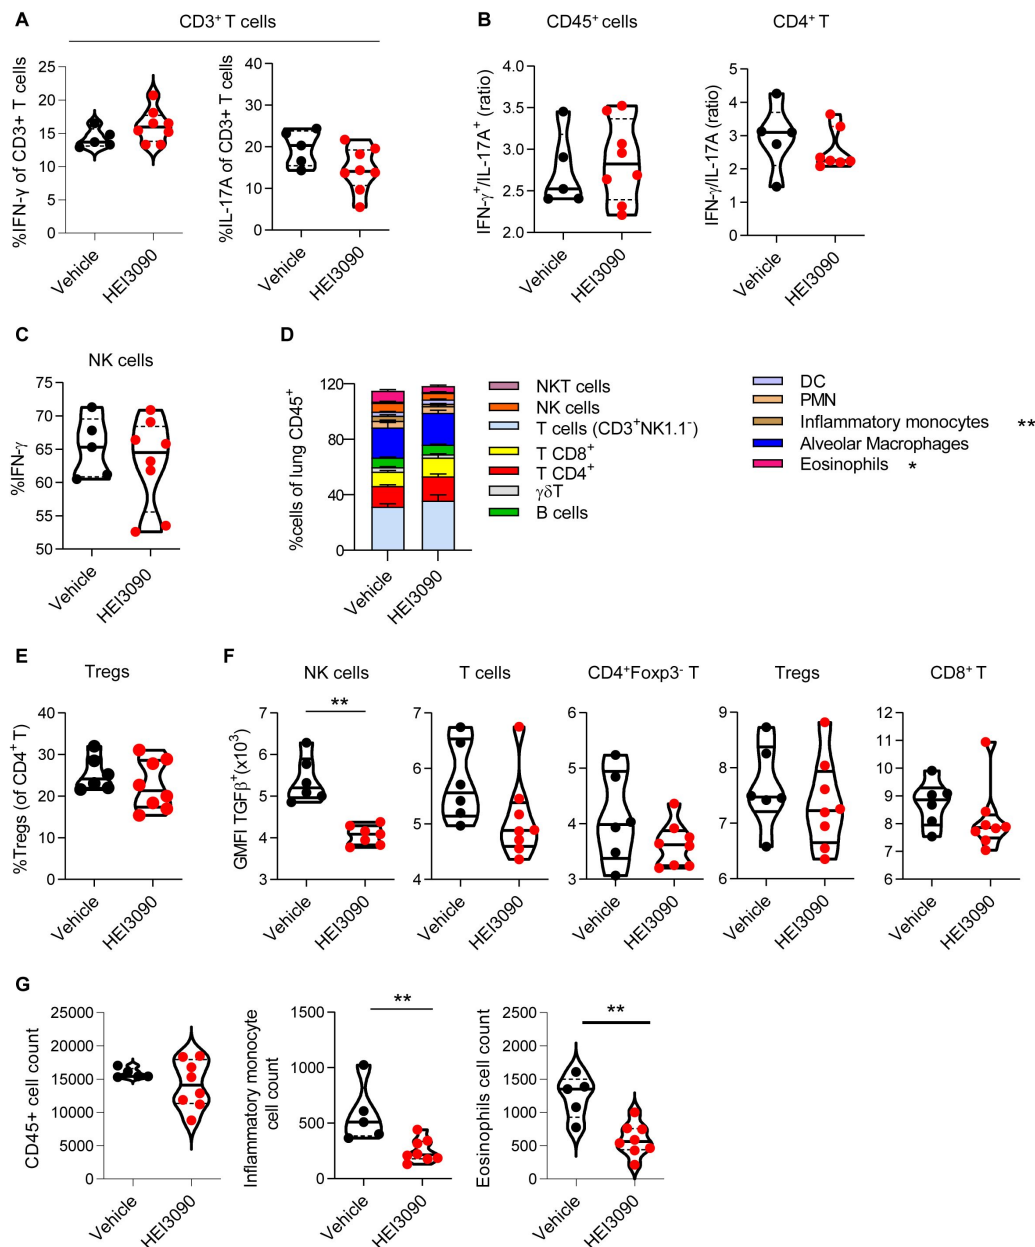 A
CD3⁺ T cells
%IFN-γ of CD3⁺ T cells
25
20
15
10
5
0
Vehicle
HEI3090
%IL-17A of CD3+ T cells
40
30
20
10
0
Vehicle
HEI3090
B
CD45⁺ cells
IFN-γ⁺/IL-17A⁺ (ratio)
4.0
3.5
3.0
2.5
2.0
Vehicle
HEI3090
CD4⁺ T
IFN-γ/IL-17A (ratio)
5
4
3
2
1
0
Vehicle
HEI3090
C
NK cells
%IFN-γ
75
70
65
60
55
50
Vehicle
HEI3090
D
%cells of lung CD45⁺
120
80
40
0
Vehicle
HEI3090
NKT cells
NK cells
T cells (CD3⁺NK1.1⁻)
T CD8⁺
T CD4⁺
γδT
B cells
DC
PMN
Inflammatory monocytes **
Alveolar Macrophages
Eosinophils *
E
Tregs
%Tregs (of CD4⁺ T)
40
30
20
10
0
Vehicle
HEI3090
F
NK cells
GMFI TGFβ⁺(x10³)
7
6
5
4
3
**
Vehicle
HEI3090
T cells
7
6
5
4
Vehicle
HEI3090
CD4⁺Foxp3⁻ T
6
5
4
3
Vehicle
HEI3090
Tregs
9
8
7
6
Vehicle
HEI3090
CD8⁺ T
12
11
10
9
8
7
6
Vehicle
HEI3090
G
CD45+ cell count
25000
20000
15000
10000
5000
0
Vehicle
HEI3090
Inflammatory monocyte
cell count
1500
1000
500
0
**
Vehicle
HEI3090
Eosinophils cell count
2500
2000
1500
1000
500
0
**
Vehicle
HEI3090